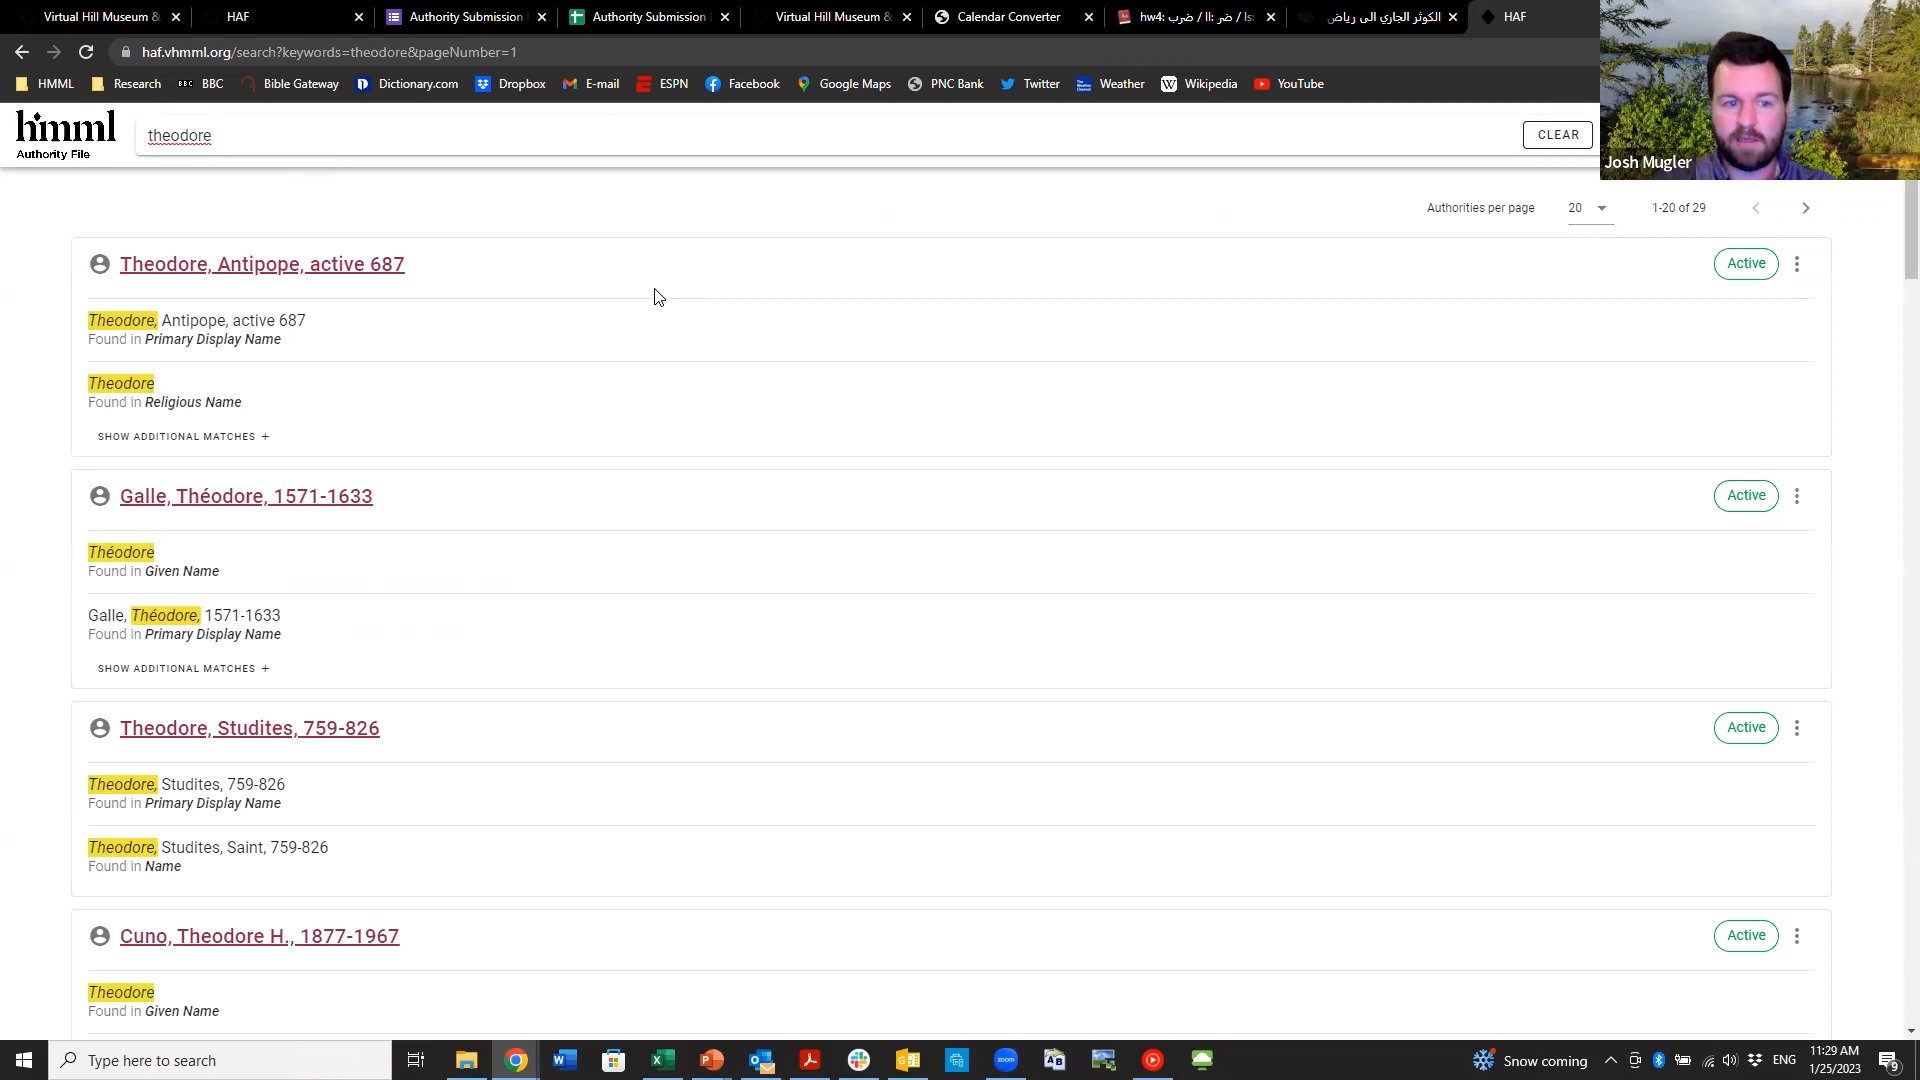 Virtual Hill Museum &
HAF
Authority Submission
Authority Submission
Virtual Hill Museum &
Calendar Converter
hw4: ضرب / ll: ضر / ls:
الكوثر الجاري الى رياض
HAF
haf.vhmml.org/search?keywords=theodore&pageNumber=1
HMML
Research
BBC BBC
Bible Gateway
Dictionary.com
Dropbox
E-mail
ESPN
Facebook
Google Maps
PNC Bank
Twitter
Weather
Wikipedia
YouTube
hmml
Authority File
theodore
CLEAR
Josh Mugler
Authorities per page 20 1-20 of 29
Theodore, Antipope, active 687
Active
Theodore, Antipope, active 687
Found in Primary Display Name
Theodore
Found in Religious Name
SHOW ADDITIONAL MATCHES +
Galle, Théodore, 1571-1633
Active
Théodore
Found in Given Name
Galle, Théodore, 1571-1633
Found in Primary Display Name
SHOW ADDITIONAL MATCHES +
Theodore, Studites, 759-826
Active
Theodore, Studites, 759-826
Found in Primary Display Name
Theodore, Studites, Saint, 759-826
Found in Name
Cuno, Theodore H., 1877-1967
Active
Theodore
Found in Given Name
Type here to search
zoom
Snow coming
ENG
11:29 AM
1/25/2023
9